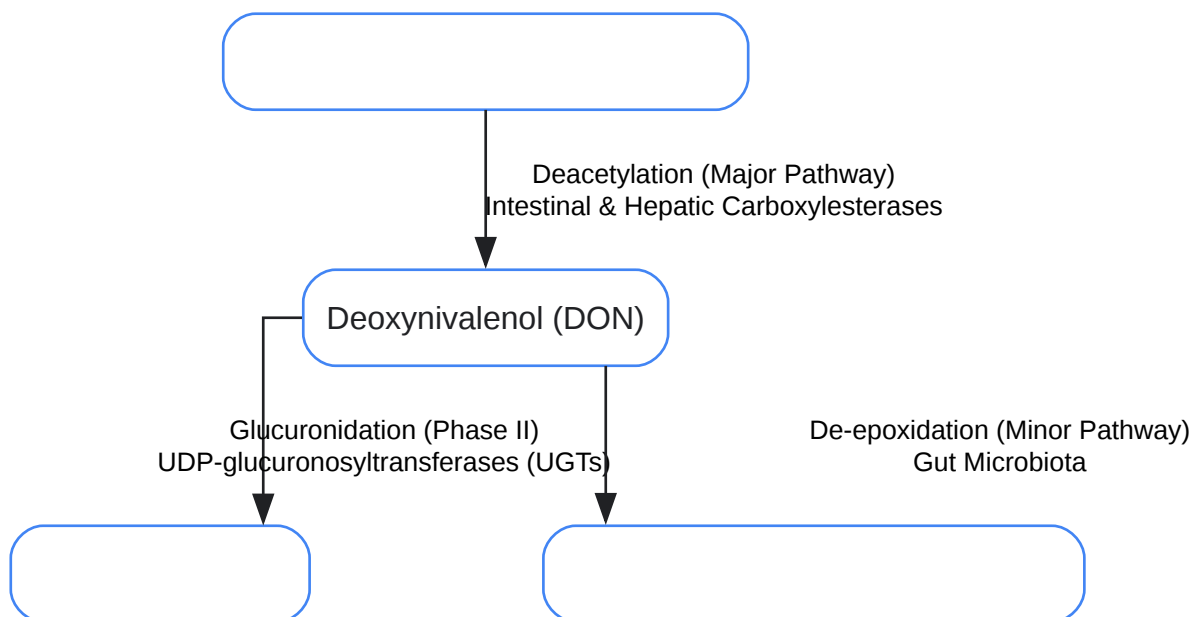 Deacetylation (Major Pathway)
Intestinal & Hepatic Carboxylesterases
Deoxynivalenol (DON)
Glucuronidation (Phase II)
UDP-glucuronosyltransferases (UGTs)
De-epoxidation (Minor Pathway)
Gut Microbiota